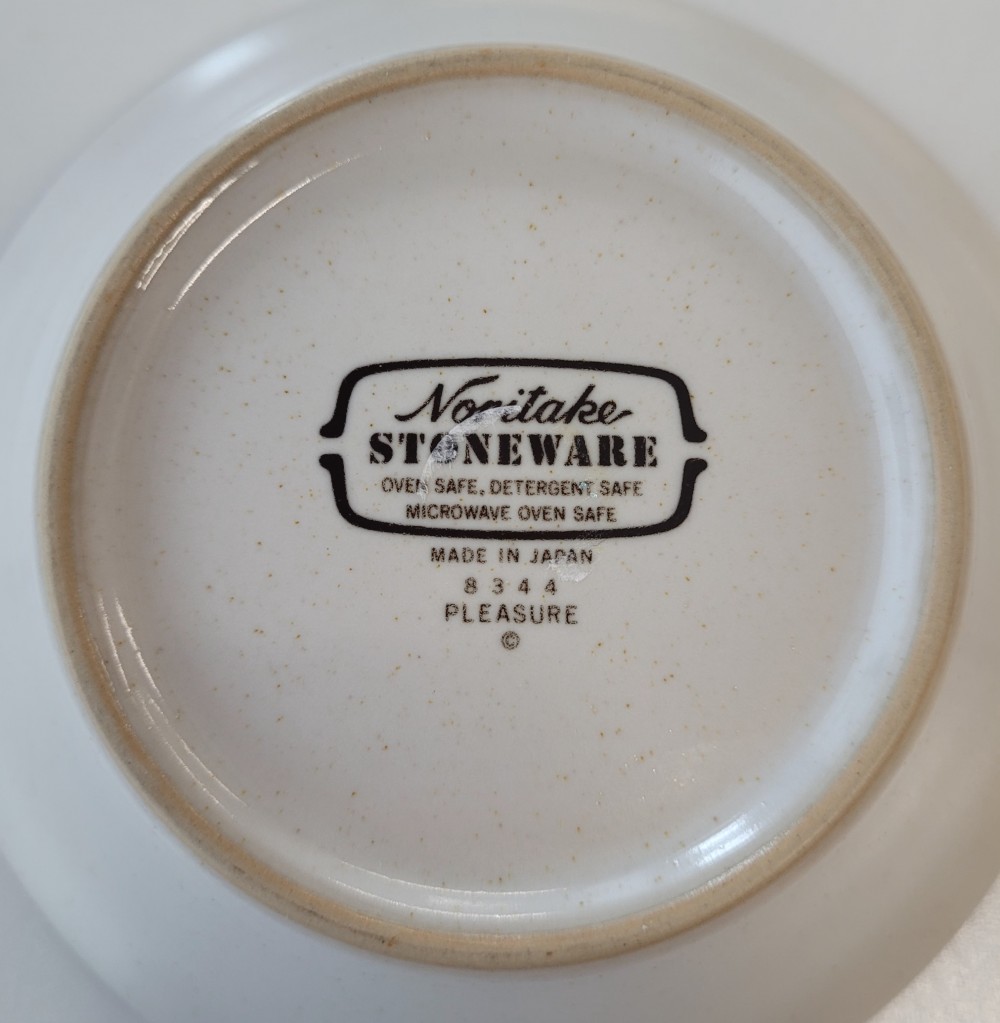 Noritake
STONEWARE
OVEN SAFE, DETERGENT SAFE
MICROWAVE OVEN SAFE
MADE IN JAPAN
8344
PLEASURE
©